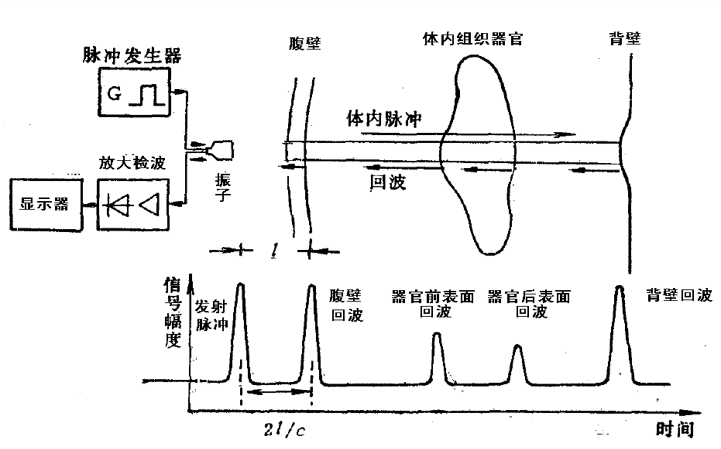 腹壁
体内组织器官
背壁
脉冲发生器
G
体内脉冲
放大检波
显示器
振子
回波
l
信号幅度
发射
脉冲
腹壁
回波
器官前表面
回波
器官后表面
回波
背壁回波
2l/c
时间